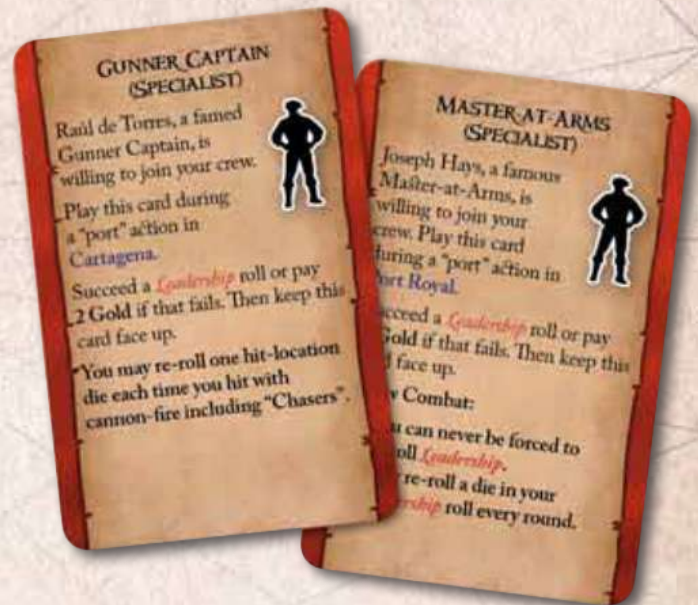 GUNNER CAPTAIN
(SPECIALIST)
Raúl de Torres, a famed
Gunner Captain, is
willing to join your crew.
Play this card during
a "port" action in
Cartagena.
Succeed a Leadership roll or pay
2 Gold if that fails. Then keep this
card face up.
You may re-roll one hit-location
die each time you hit with
cannon-fire including "Chasers".
MASTER-AT-ARMS
(SPECIALIST)
Joseph Hays, a famous
Master-at-Arms, is
willing to join your
crew. Play this card
during a "port" action in
Port Royal.
a Leadership roll or pay
Gold if that fails. Then keep this
face up.
Combat:
can never be forced to
Leadership.
re-roll a die in your
roll every round.